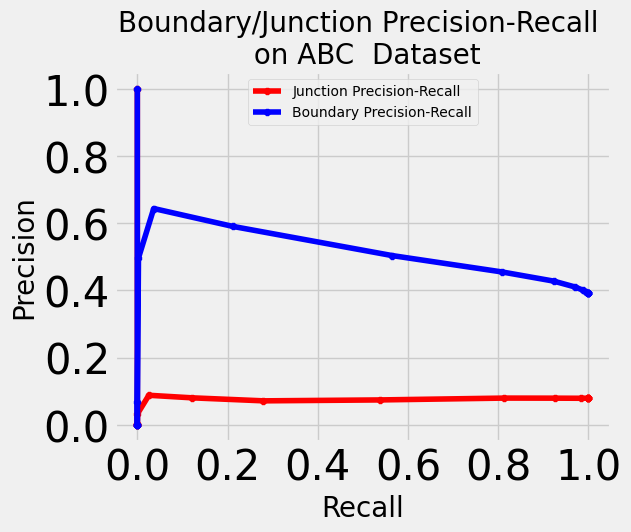 Boundary/Junction Precision-Recall
on ABC  Dataset
Junction Precision-Recall
Boundary Precision-Recall
Precision
1.0
0.8
0.6
0.4
0.2
0.0
0.0 0.2 0.4 0.6 0.8 1.0
Recall